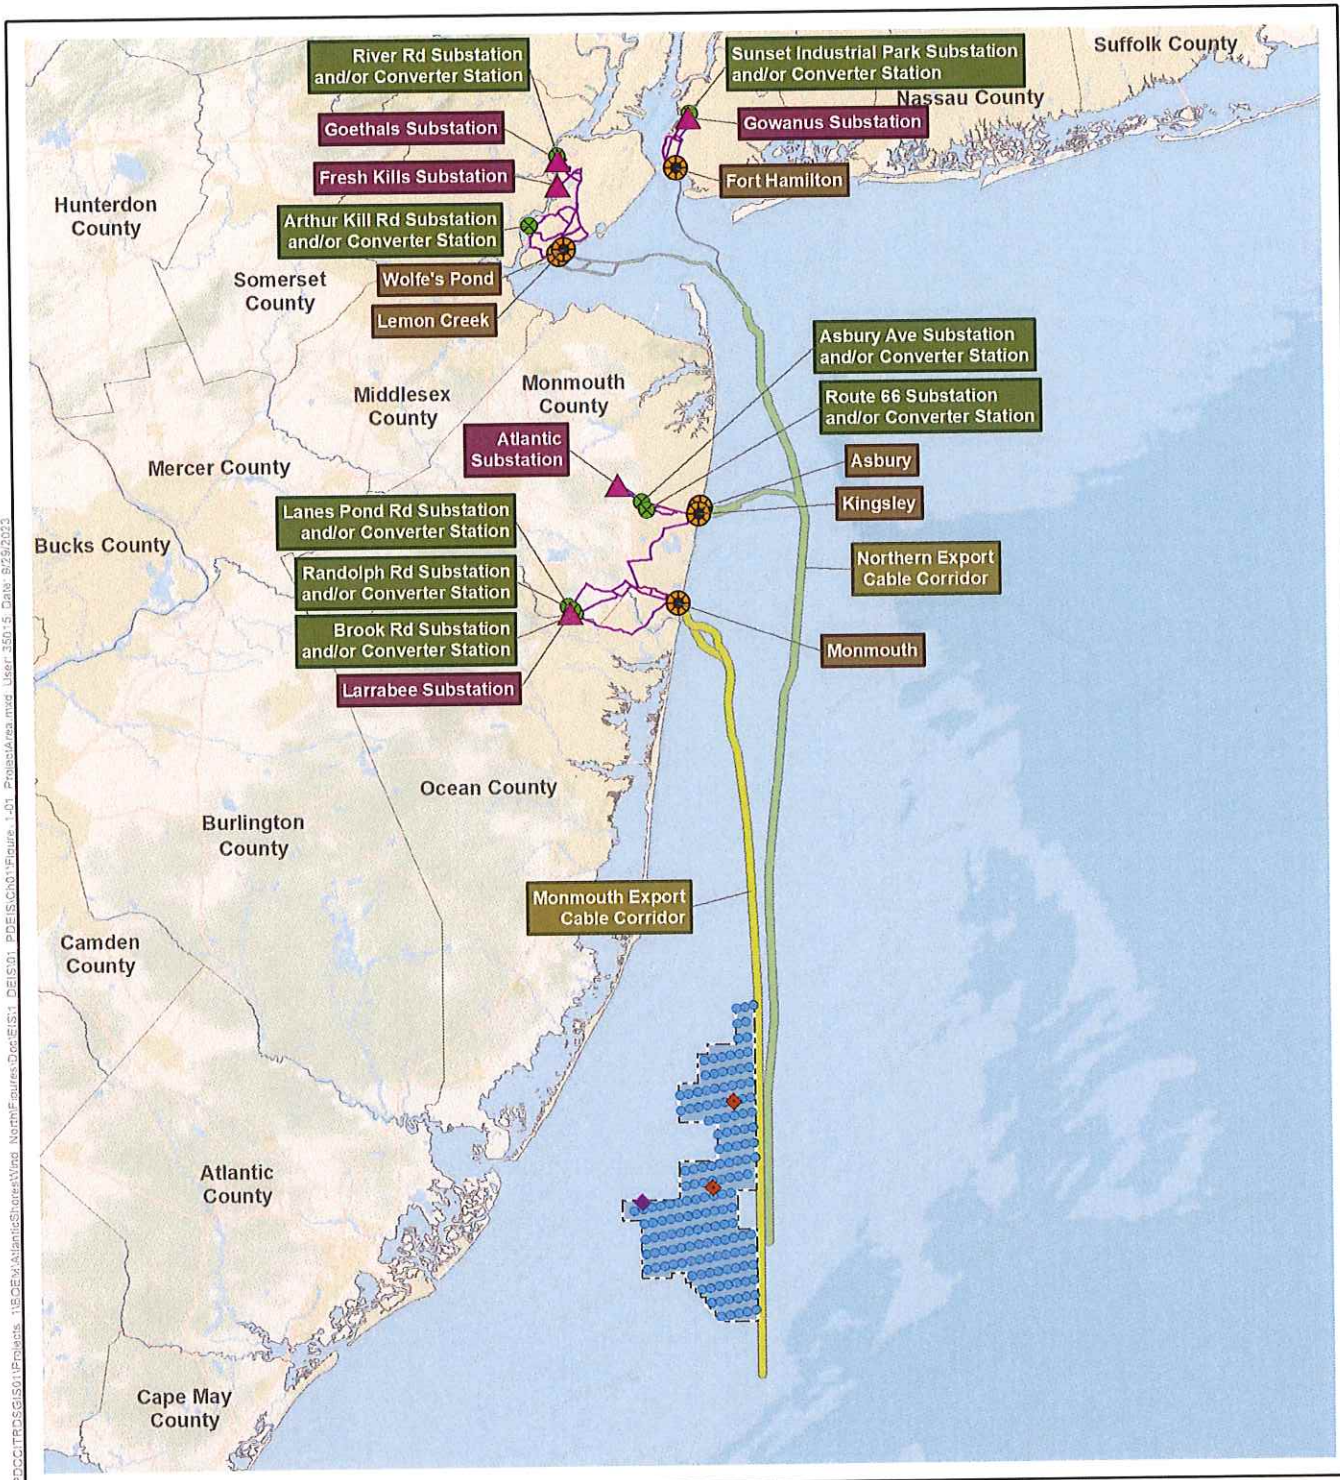 River Rd Substation
and/or Converter Station
Sunset Industrial Park Substation
and/or Converter Station
Suffolk County
Nassau County
Goethals Substation
Gowanus Substation
Fresh Kills Substation
Fort Hamilton
Hunterdon
County
Arthur Kill Rd Substation
and/or Converter Station
Somerset
County
Wolfe's Pond
Lemon Creek
Asbury Ave Substation
and/or Converter Station
Middlesex
County
Monmouth
County
Route 66 Substation
and/or Converter Station
Atlantic
Substation
Asbury
Mercer County
Kingsley
Lanes Pond Rd Substation
and/or Converter Station
Bucks County
Northern Export
Cable Corridor
Randolph Rd Substation
and/or Converter Station
Brook Rd Substation
and/or Converter Station
Monmouth
Larrabee Substation
Ocean County
Burlington
County
Monmouth Export
Cable Corridor
Camden
County
Atlantic
County
Cape May
County
User: 35015 Date: 9/29/2023